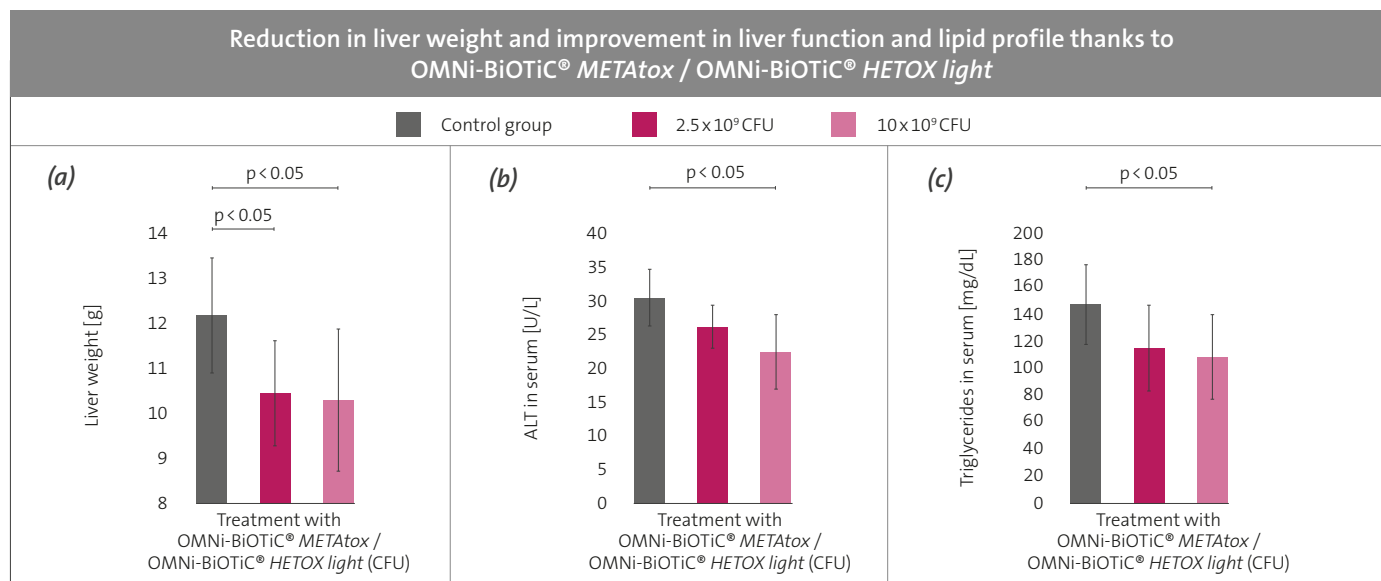 Reduction in liver weight and improvement in liver function and lipid profile thanks to
OMNi-BiOTiC® METAtox / OMNi-BiOTiC® HETOX light
Control group
2.5 x 10⁹ CFU
10 x 10⁹ CFU
(a)
p < 0.05
p < 0.05
Liver weight [g]
14
13
12
11
10
9
8
Treatment with
OMNi-BiOTiC® METAtox /
OMNi-BiOTiC® HETOX light (CFU)
(b)
p < 0.05
ALT in serum [U/L]
40
35
30
25
20
15
10
5
0
Treatment with
OMNi-BiOTiC® METAtox /
OMNi-BiOTiC® HETOX light (CFU)
(c)
p < 0.05
Triglycerides in serum [mg/dL]
200
180
160
140
120
100
80
60
40
20
0
Treatment with
OMNi-BiOTiC® METAtox /
OMNi-BiOTiC® HETOX light (CFU)